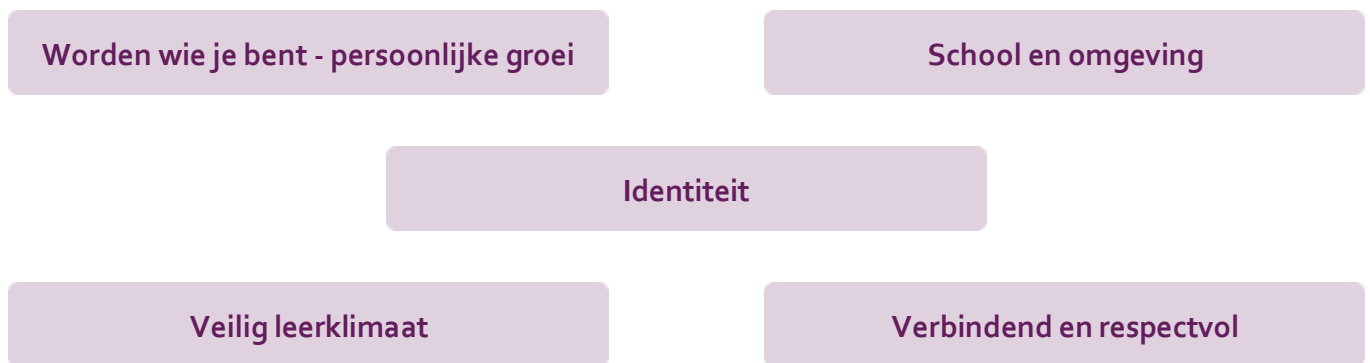 Worden wie je bent - persoonlijke groei
School en omgeving
Identiteit
Veilig leerklimaat
Verbindend en respectvol